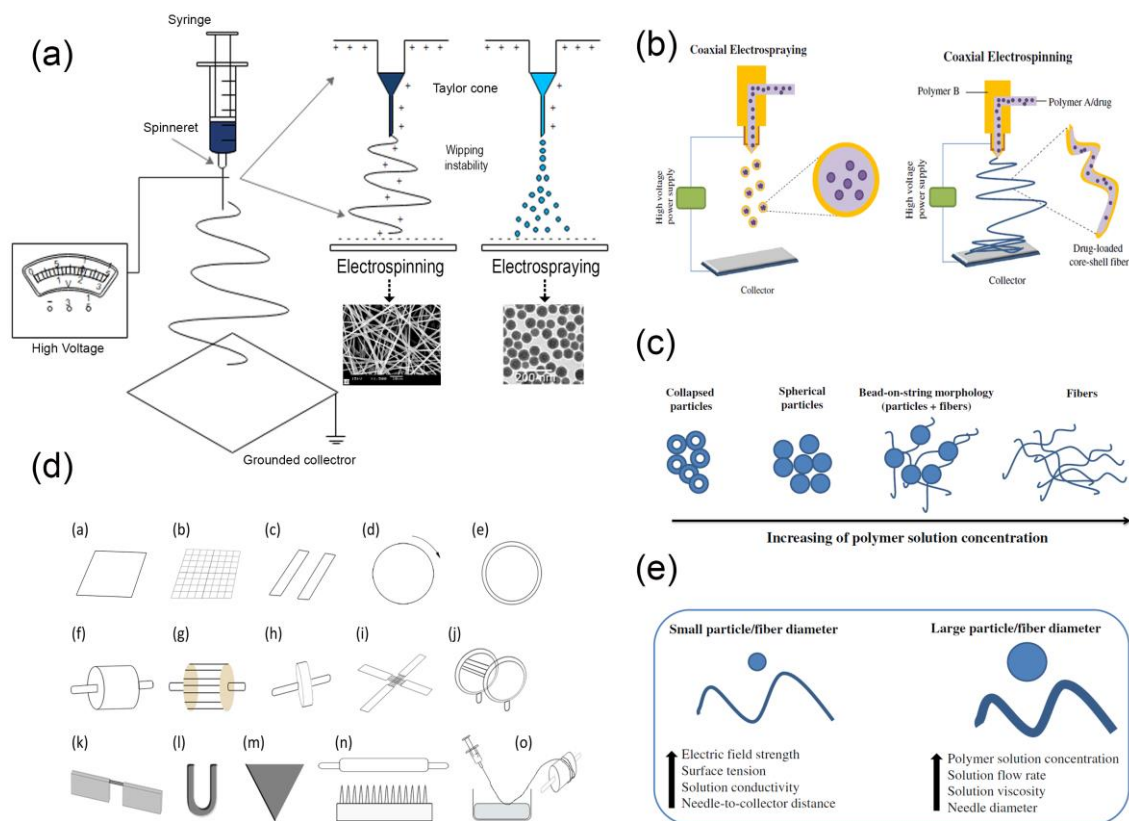 (a)
Syringe
Spinneret
High Voltage
Grounded collectror
+ + + +
+ + + +
Taylor cone
Wipping
instability
Electrospinning
Electrospraying
200 nm
(b)
Coaxial Electrospraying
High voltage
power supply
Collector
Coaxial Electrospinning
Polymer B
Polymer A/drug
High voltage
power supply
Drug-loaded
core-shell fiber
Collector
(c)
Collapsed
particles
Spherical
particles
Bead-on-string morphology
(particles + fibers)
Fibers
Increasing of polymer solution concentration
(d)
(a) (b) (c) (d) (e)
(f) (g) (h) (i) (j)
(k) (l) (m) (n) (o)
(e)
Small particle/fiber diameter
Electric field strength
Surface tension
Solution conductivity
Needle-to-collector distance
Large particle/fiber diameter
Polymer solution concentration
Solution flow rate
Solution viscosity
Needle diameter